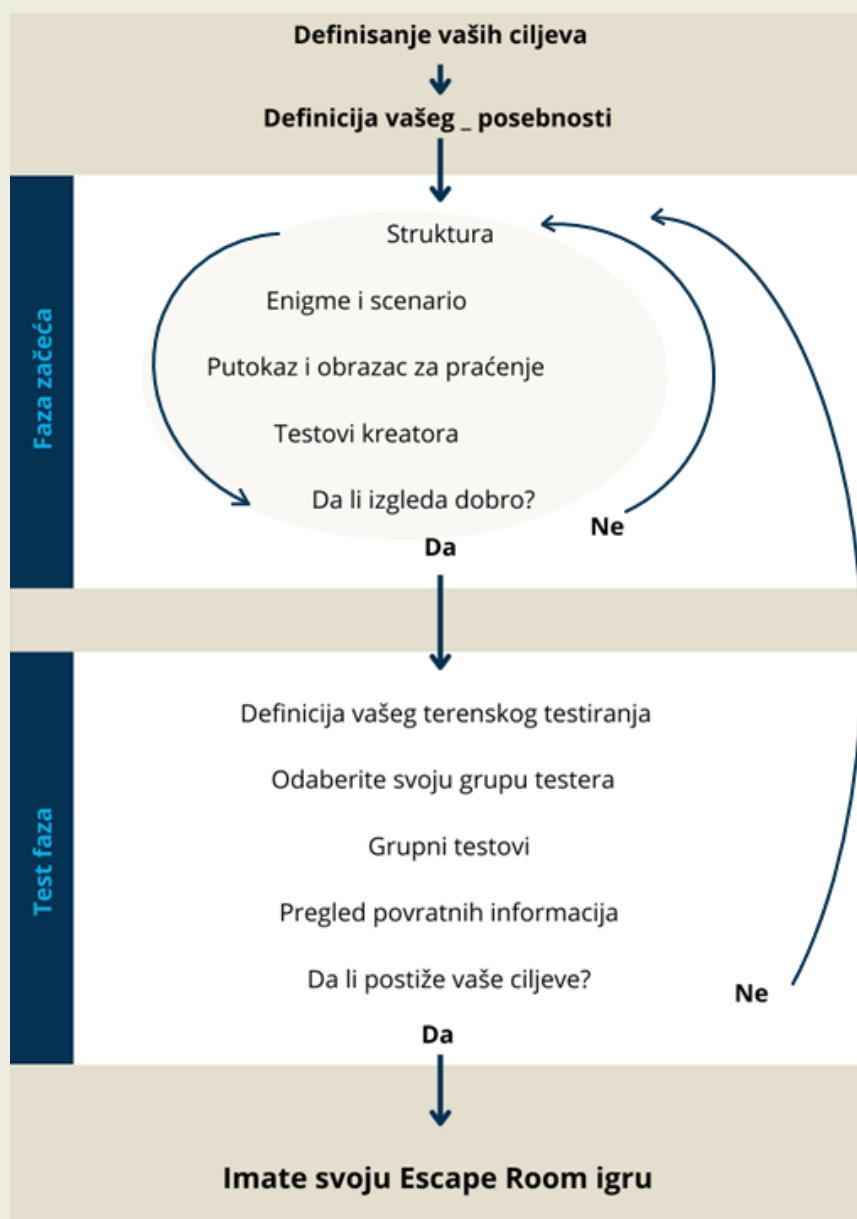 Definisanje vaših ciljeva
Definicija vašeg _ posebnosti
Faza začeća
Struktura
Enigme i scenario
Putokaz i obrazac za praćenje
Testovi kreatora
Da li izgleda dobro?
Ne
Da
Test faza
Definicija vašeg terenskog testiranja
Odaberite svoju grupu testera
Grupni testovi
Pregled povratnih informacija
Da li postiže vaše ciljeve?
Ne
Da
Imate svoju Escape Room igru